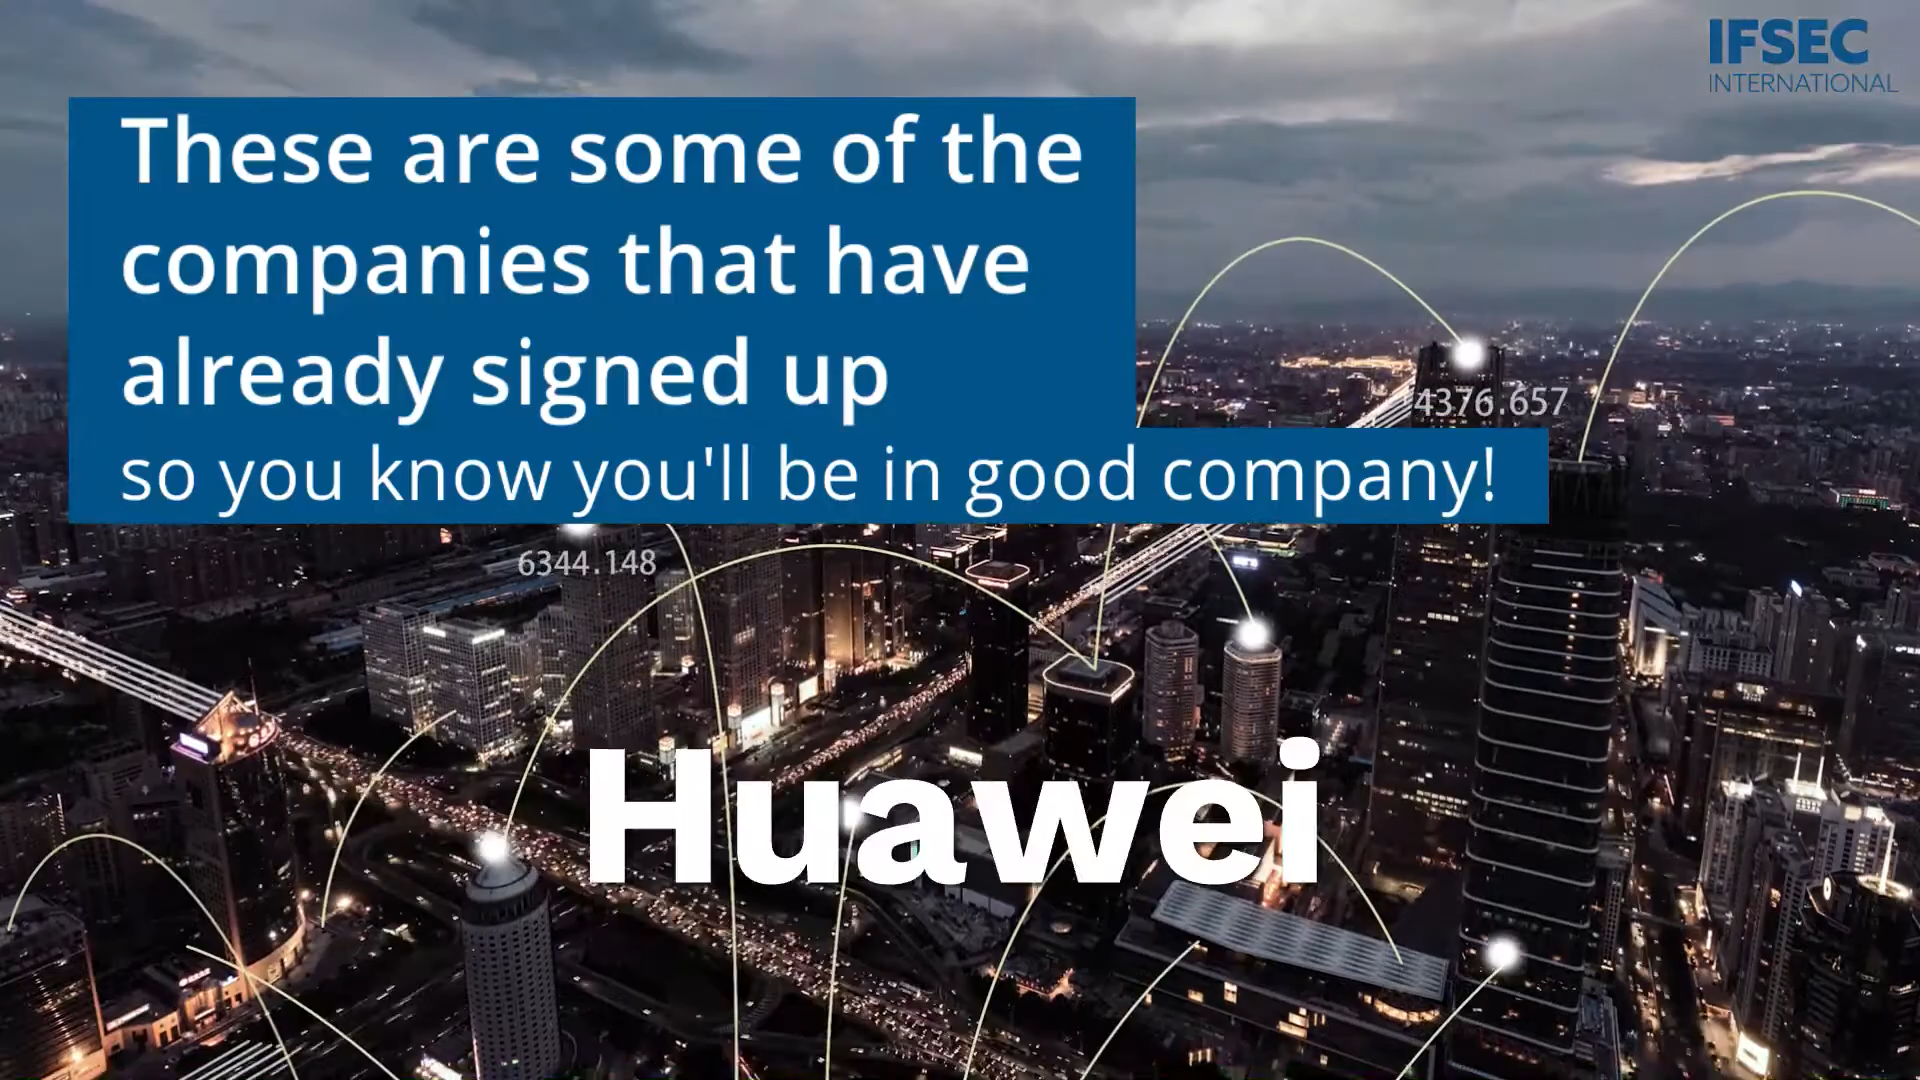 IFSEC
INTERNATIONAL
These are some of the
companies that have
already signed up
so you know you'll be in good company!
4376.657
6344.148
Huawei